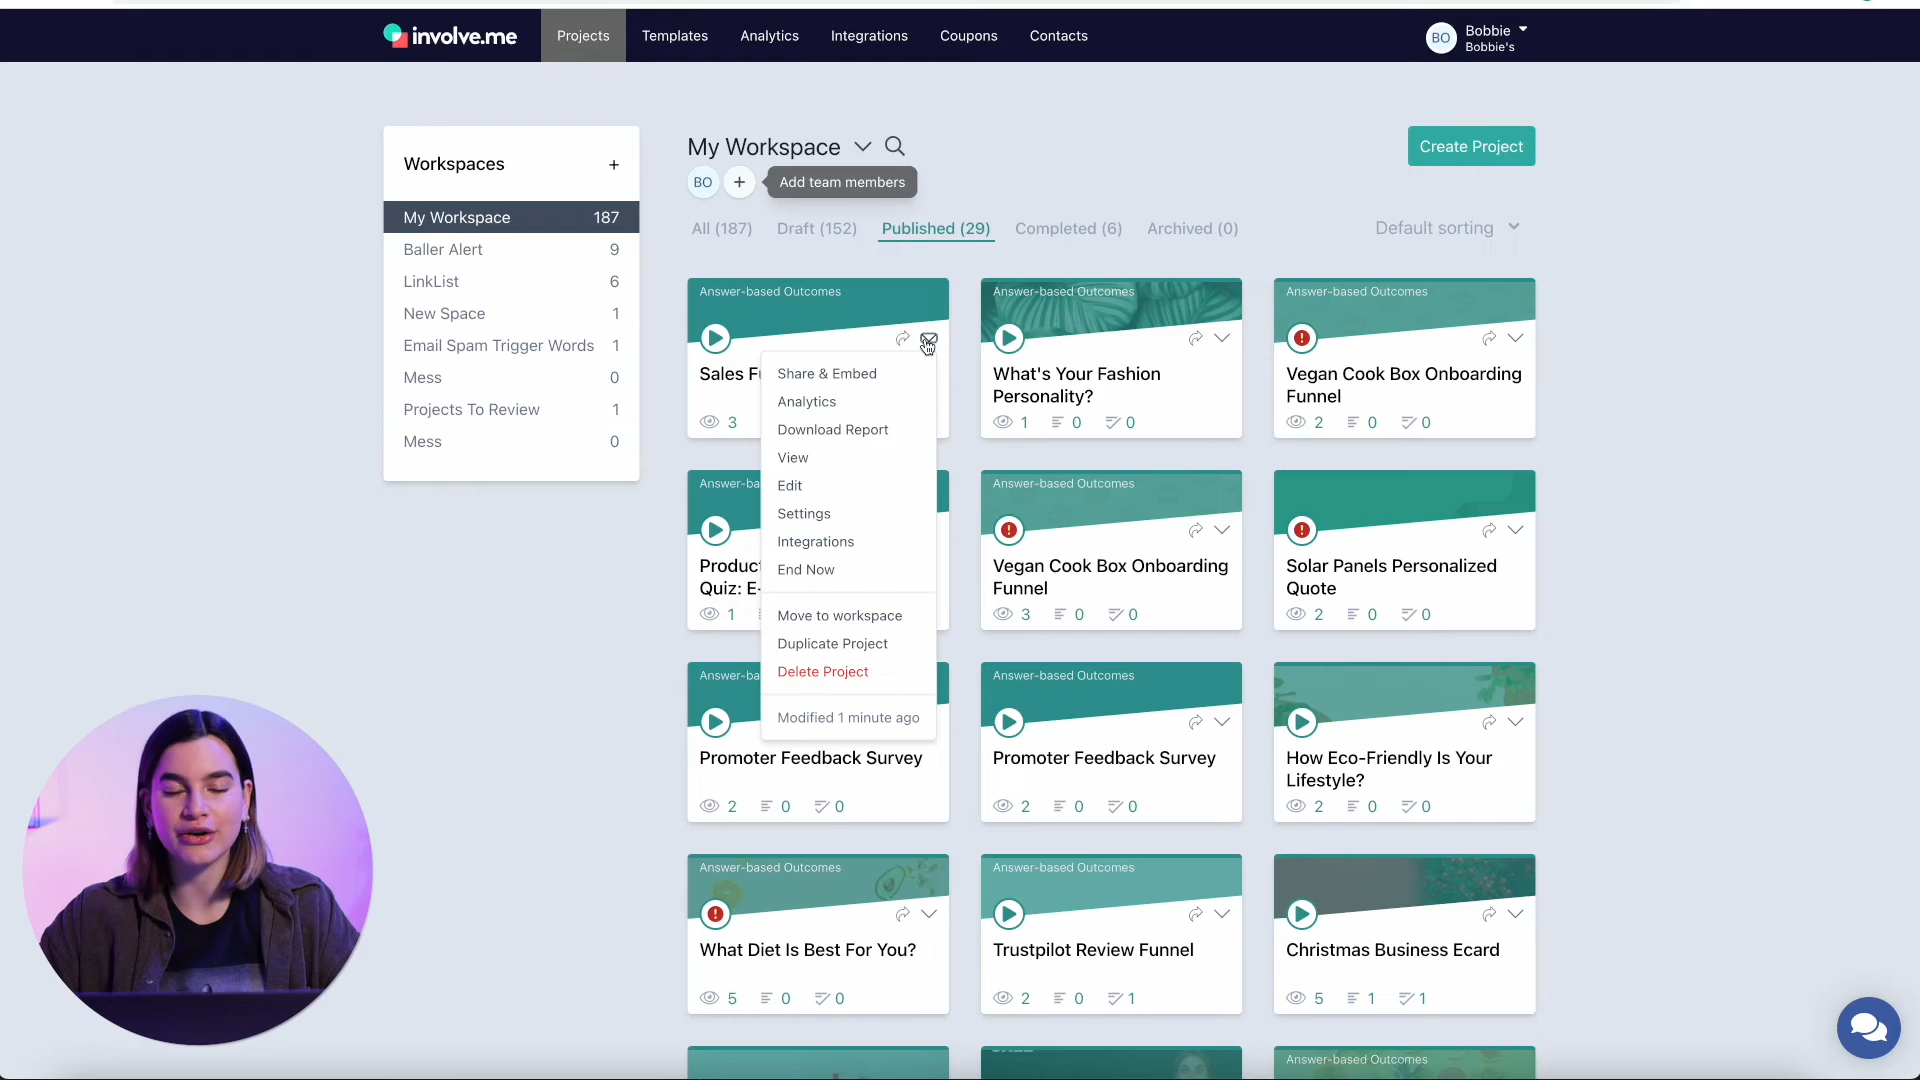 involve.me
Projects
Templates
Analytics
Integrations
Coupons
Contacts
BO
Bobbie
Bobbie's
Workspaces +
My Workspace 187
Baller Alert 9
LinkList 6
New Space 1
Email Spam Trigger Words 1
Mess 0
Projects To Review 1
Mess 0
My Workspace
Create Project
BO + Add team members
All (187) Draft (152) Published (29) Completed (6) Archived (0)
Default sorting
Answer-based Outcomes
Sales
3
Share & Embed
Analytics
Download Report
View
Edit
Settings
Integrations
End Now
Move to workspace
Duplicate Project
Delete Project
Modified 1 minute ago
Answer-based Outcomes
What's Your Fashion
Personality?
1 0 0
Answer-based Outcomes
Vegan Cook Box Onboarding
Funnel
2 0 0
Quiz:
1
Answer-based Outcomes
Vegan Cook Box Onboarding
Funnel
3 0 0
Solar Panels Personalized
Quote
2 0 0
Promoter Feedback Survey
2 0 0
Answer-based Outcomes
Promoter Feedback Survey
2 0 0
How Eco-Friendly Is Your
Lifestyle?
2 0 0
Answer-based Outcomes
What Diet Is Best For You?
5 0 0
Answer-based Outcomes
Trustpilot Review Funnel
2 0 1
Christmas Business Ecard
5 1 1
Answer-based Outcomes